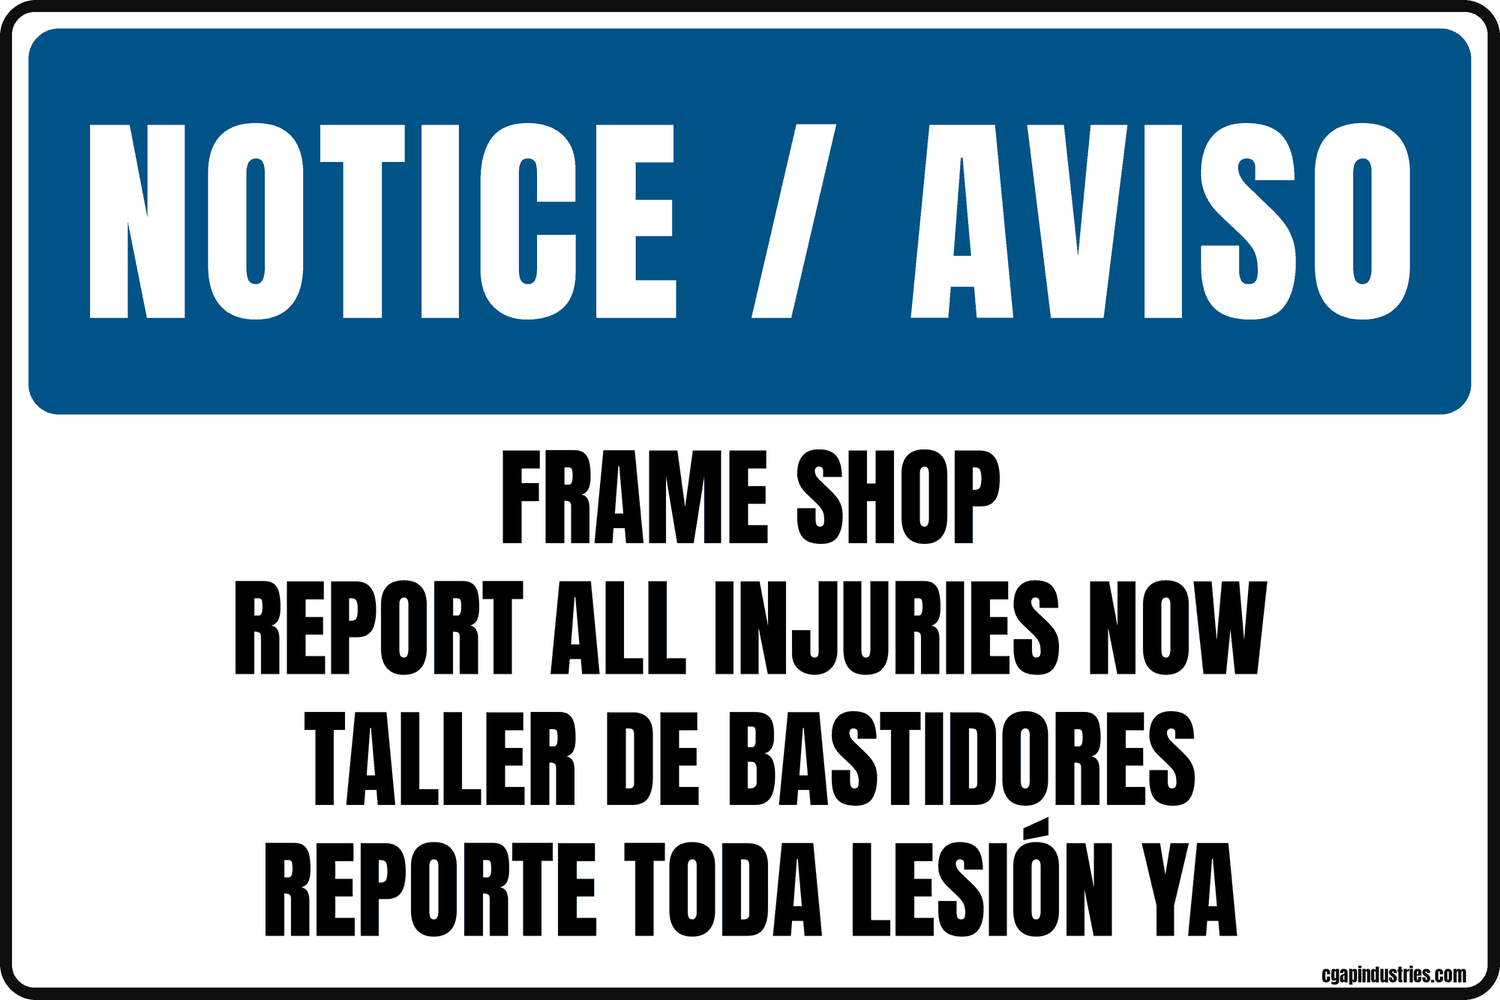 NOTICE / AVISO
FRAME SHOP
REPORT ALL INJURIES NOW
TALLER DE BASTIDORES
REPORTE TODA LESIÓN YA
cgapindustries.com